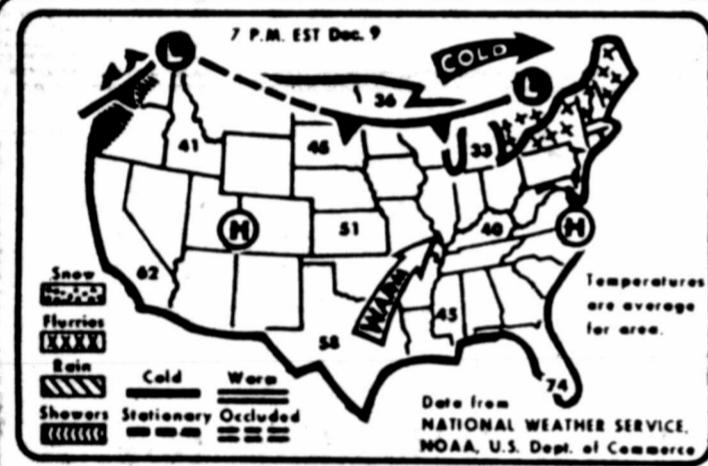 7 P.M. EST Dec. 9
L
COLD
L
36
41
45
33
H
51
40
H
62
WARM
45
58
74
Snow
Flurries
Rain
Showers
Cold
Warm
Stationary
Occluded
Temperatures
are average
for area.
Data from
NATIONAL WEATHER SERVICE,
NOAA, U.S. Dept. of Commerce